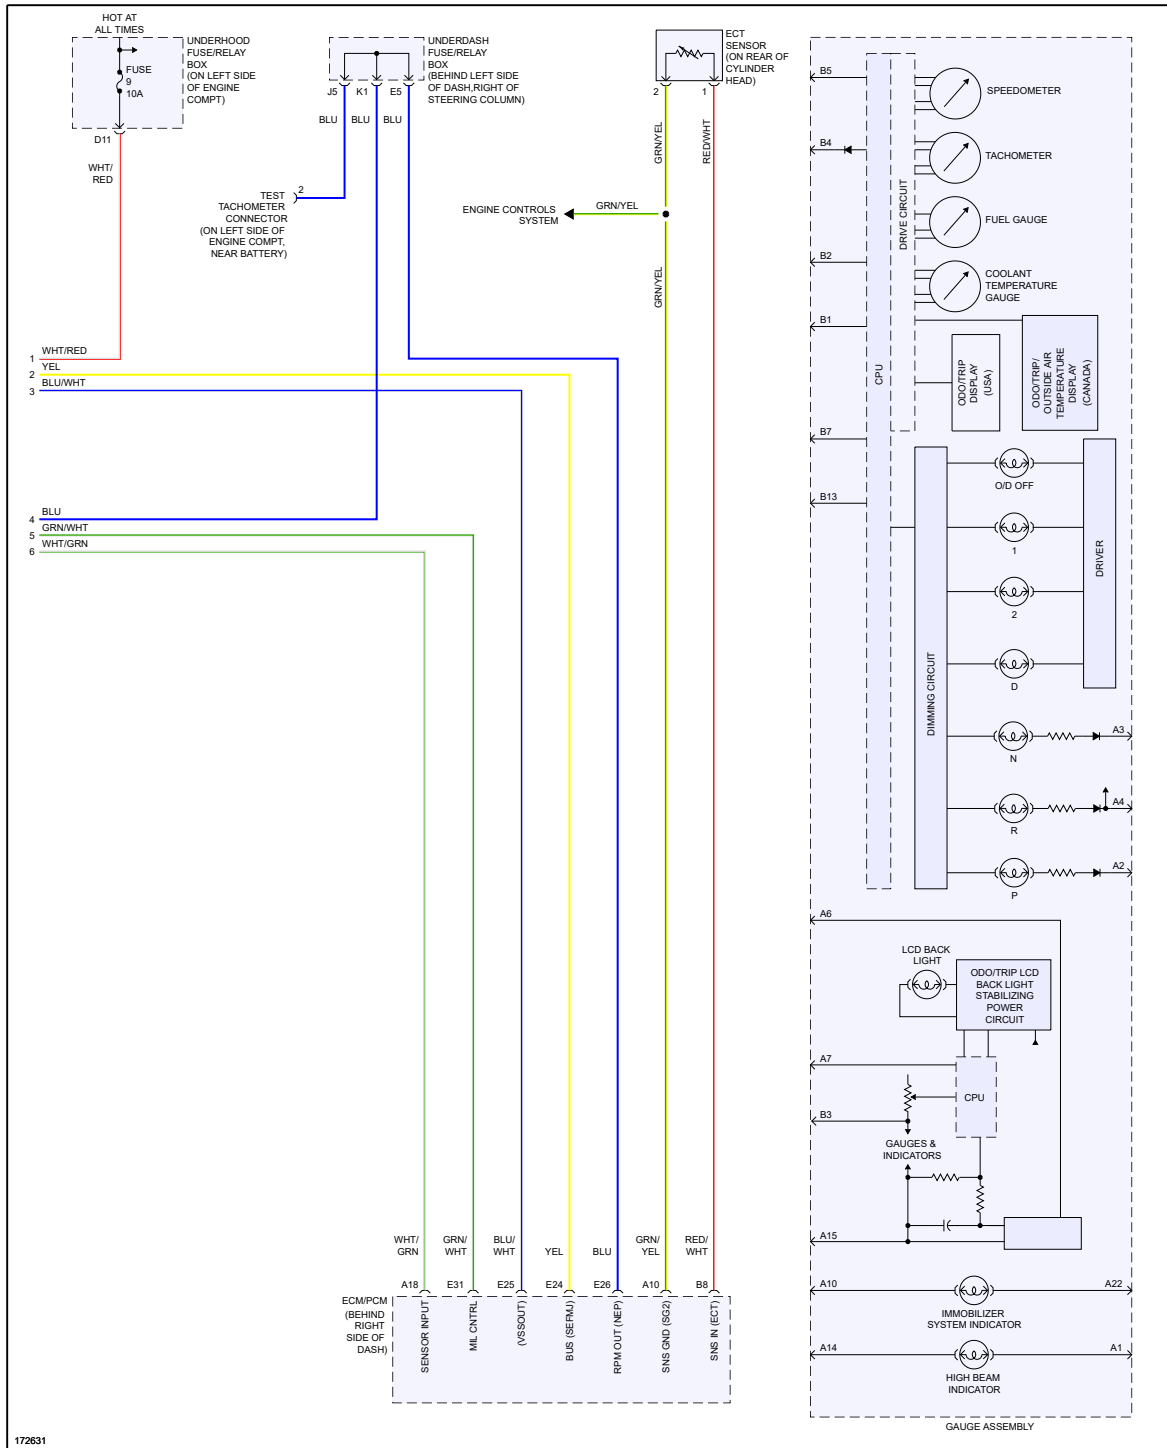 HOT AT
ALL TIMES
UNDERHOOD
FUSE/RELAY
BOX
(ON LEFT SIDE
OF ENGINE
COMPT)
FUSE
9
10A
D11
WHT/
RED
UNDERDASH
FUSE/RELAY
BOX
(BEHIND LEFT SIDE
OF DASH,RIGHT OF
STEERING COLUMN)
J5
K1
E5
BLU
BLU
BLU
TEST
TACHOMETER
CONNECTOR
(ON LEFT SIDE OF
ENGINE COMPT,
NEAR BATTERY)
2
ECT
SENSOR
(ON REAR OF
CYLINDER
HEAD)
2
1
GRN/YEL
RED/WHT
ENGINE CONTROLS
SYSTEM
GRN/YEL
GRN/YEL
1
WHT/RED
2
YEL
3
BLU/WHT
4
BLU
5
GRN/WHT
6
WHT/GRN
WHT/
GRN
GRN/
WHT
BLU/
WHT
YEL
BLU
GRN/
YEL
RED/
WHT
A18
E31
E25
E24
E26
A10
B8
ECM/PCM
(BEHIND
RIGHT
SIDE OF
DASH)
SENSOR INPUT
MIL CNTRL
(VSSOUT)
BUS (SEFMJ)
RPM OUT (NEP)
SNS GND (SG2)
SNS IN (ECT)
B5
B4
B2
B1
B7
B13
CPU
DRIVE CIRCUIT
SPEEDOMETER
TACHOMETER
FUEL GAUGE
COOLANT
TEMPERATURE
GAUGE
ODO/TRIP
DISPLAY
(USA)
ODO/TRIP/
OUTSIDE AIR
TEMPERATURE
DISPLAY
(CANADA)
DIMMING CIRCUIT
DRIVER
O/D OFF
1
2
D
N
A3
R
A4
P
A2
A6
LCD BACK
LIGHT
ODO/TRIP LCD
BACK LIGHT
STABILIZING
POWER
CIRCUIT
A7
CPU
B3
GAUGES &
INDICATORS
A15
A10
A22
IMMOBILIZER
SYSTEM INDICATOR
A14
A1
HIGH BEAM
INDICATOR
GAUGE ASSEMBLY
172631